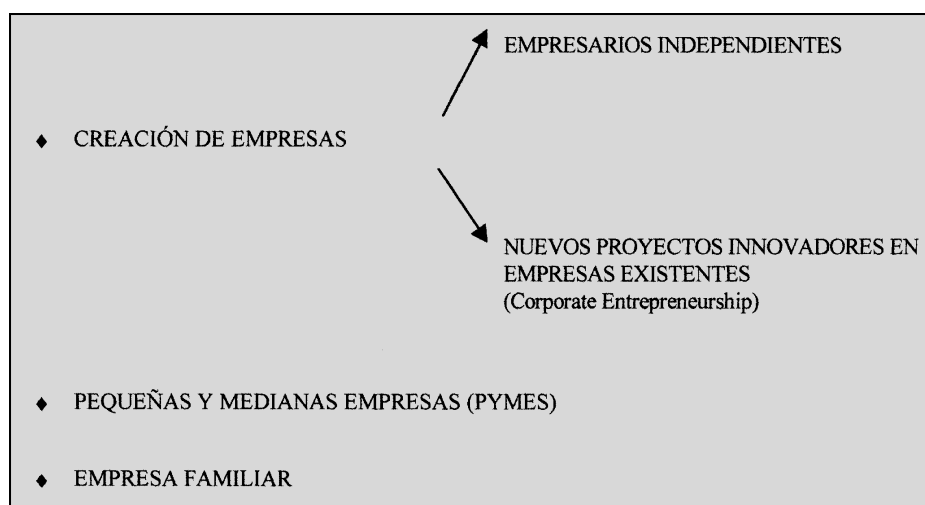 EMPRESARIOS INDEPENDIENTES
♦ CREACIÓN DE EMPRESAS
NUEVOS PROYECTOS INNOVADORES EN
EMPRESAS EXISTENTES
(Corporate Entrepreneurship)
♦ PEQUEÑAS Y MEDIANAS EMPRESAS (PYMES)
♦ EMPRESA FAMILIAR